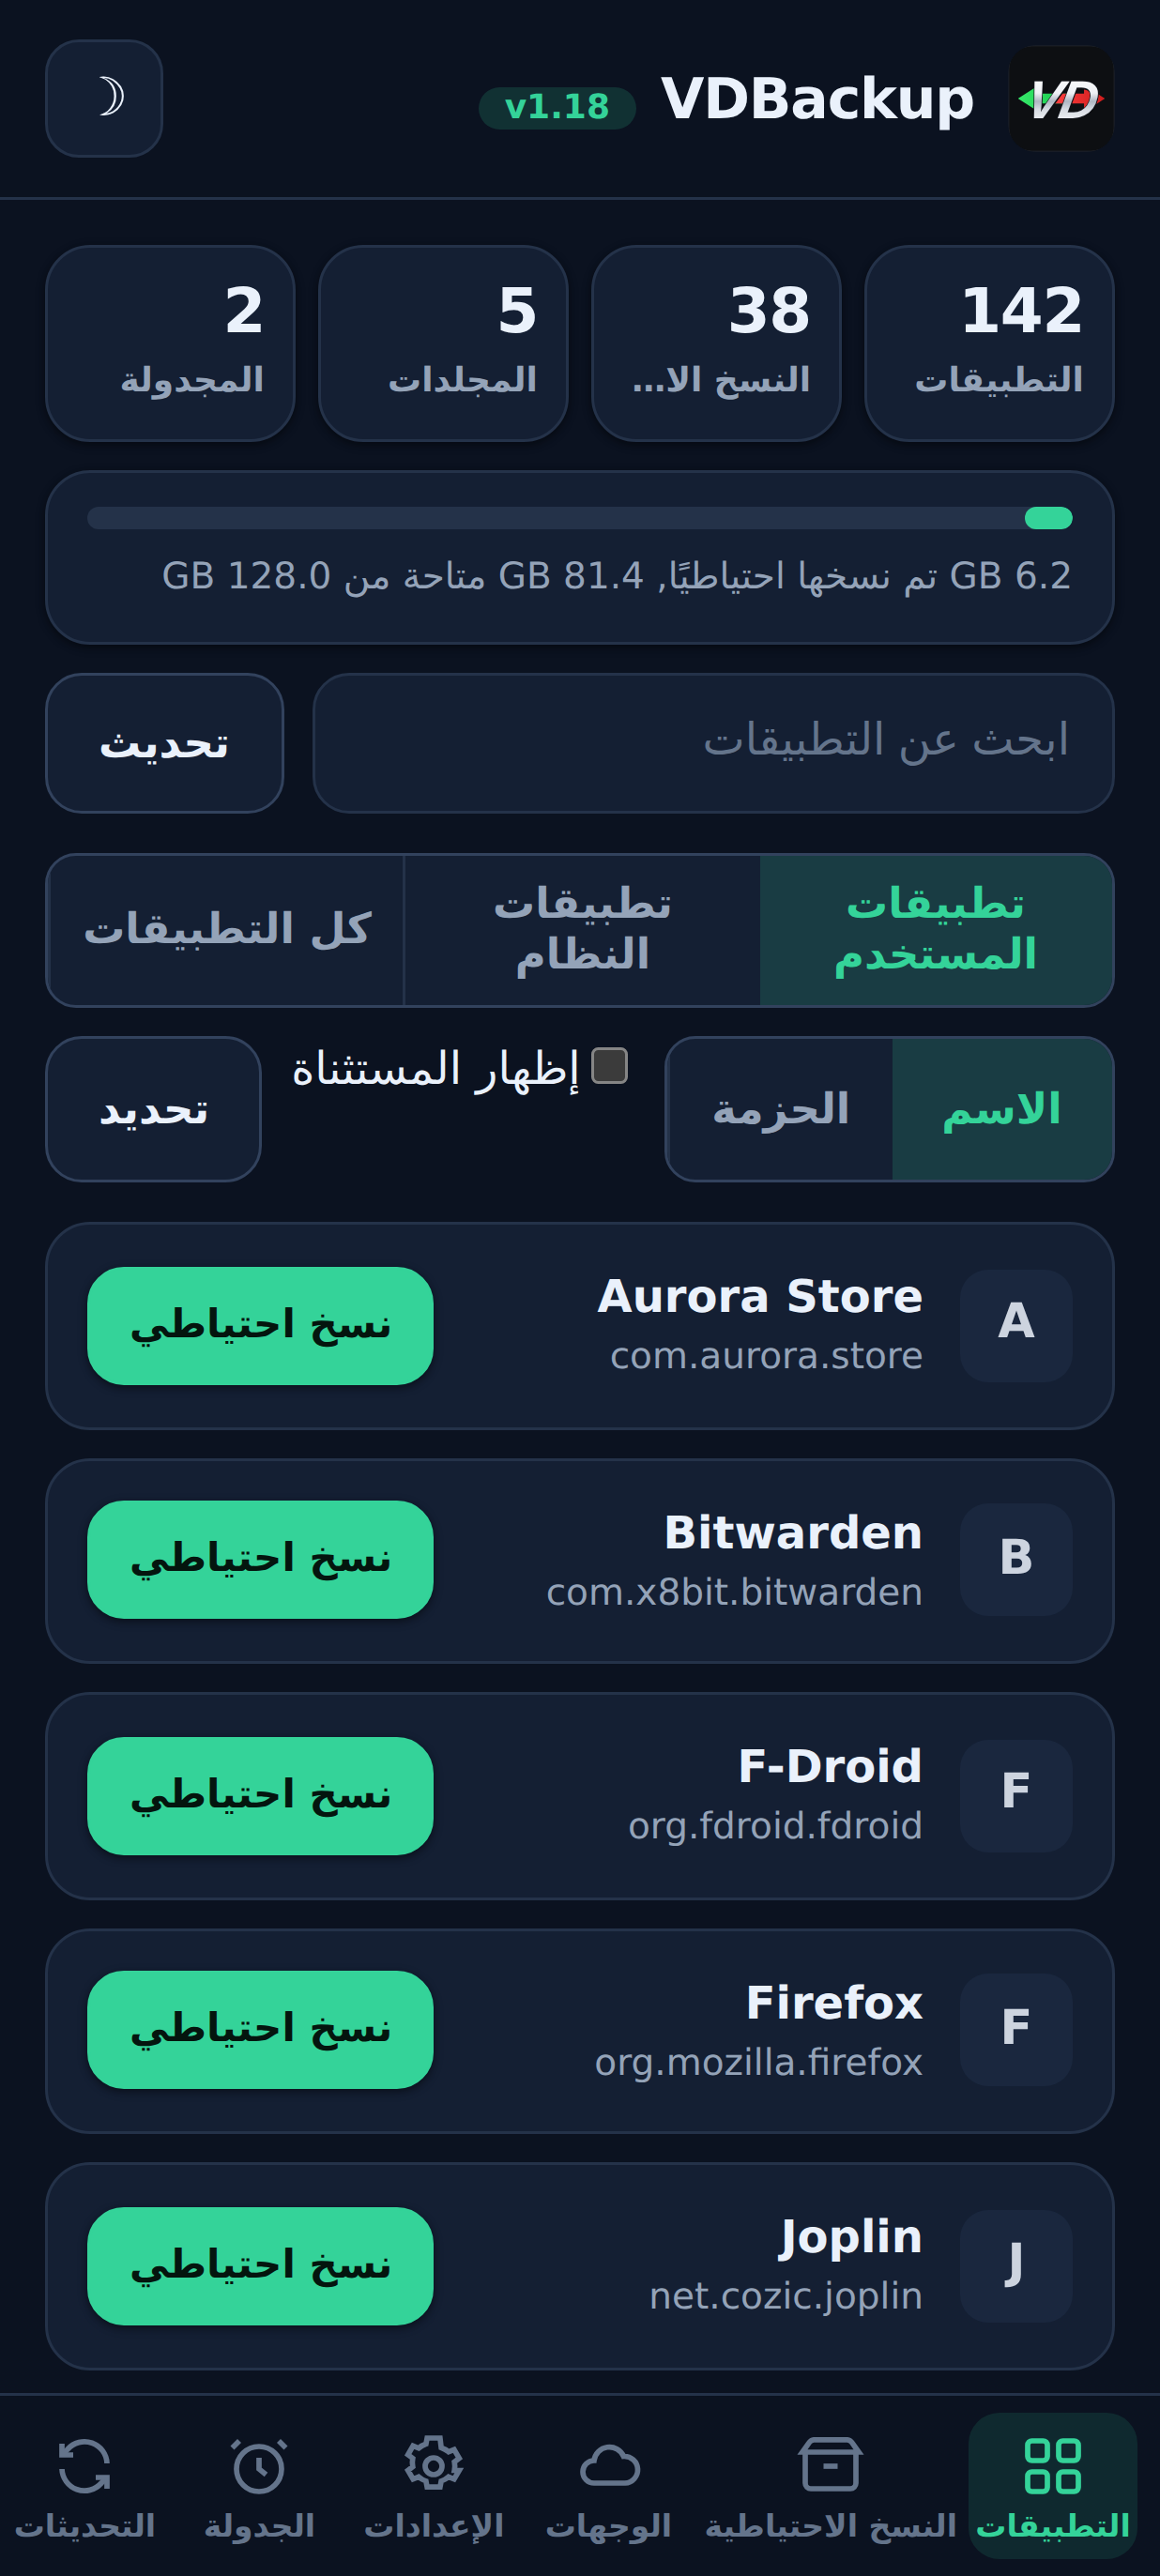 VD
VDBackup
v1.18
☽
142
التطبيقات
38
النسخ الا...
5
المجلدات
2
المجدولة
6.2 GB تم نسخها احتياطيًا, 81.4 GB متاحة من 128.0 GB
ابحث عن التطبيقات
تحديث
تطبيقات
المستخدم
تطبيقات
النظام
كل التطبيقات
الاسم
الحزمة
إظهار المستثناة
تحديد
A
Aurora Store
com.aurora.store
نسخ احتياطي
B
Bitwarden
com.x8bit.bitwarden
نسخ احتياطي
F
F-Droid
org.fdroid.fdroid
نسخ احتياطي
F
Firefox
org.mozilla.firefox
نسخ احتياطي
J
Joplin
net.cozic.joplin
نسخ احتياطي
التطبيقات
النسخ الاحتياطية
الوجهات
الإعدادات
الجدولة
التحديثات